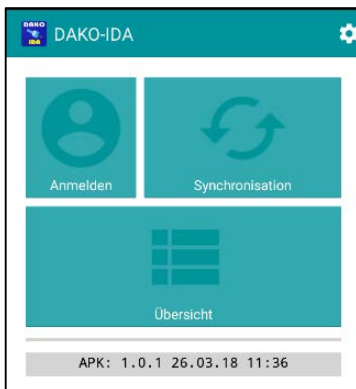 DAKO
IDA
DAKO-IDA
Anmelden
Synchronisation
Übersicht
APK: 1.0.1 26.03.18 11:36